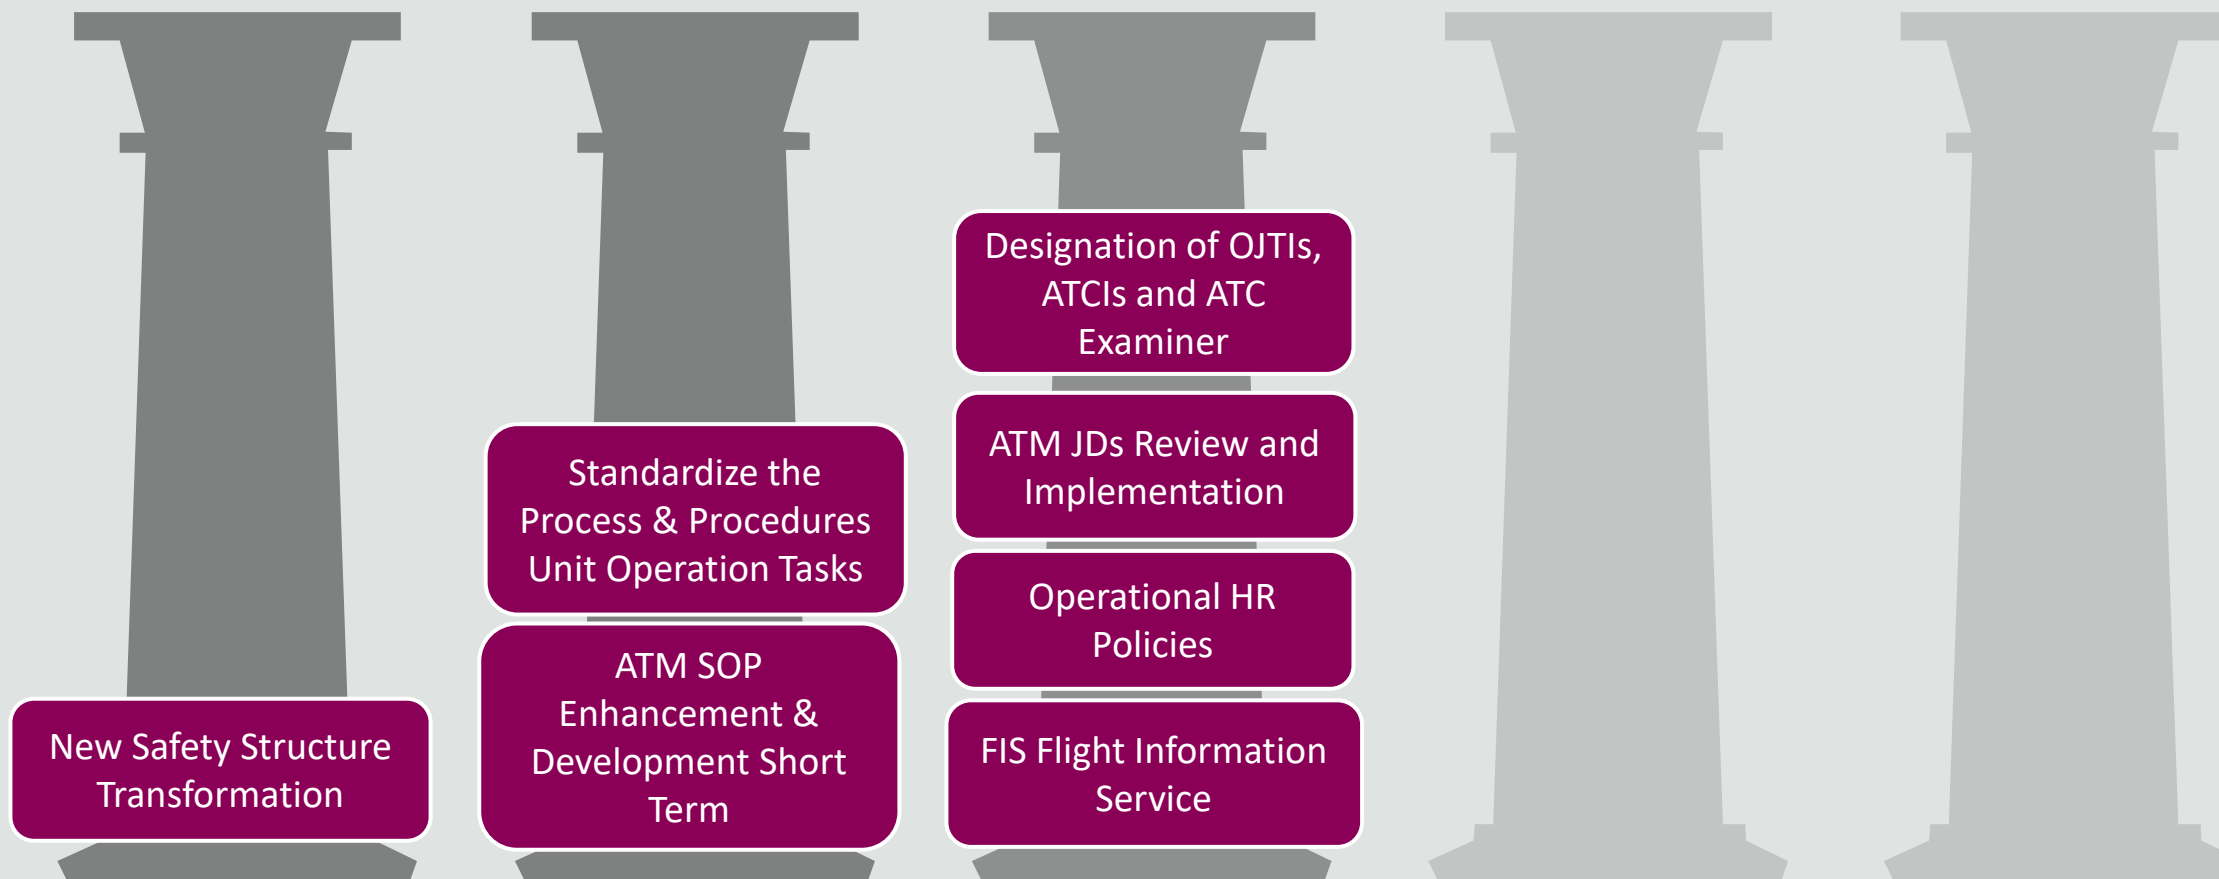 New Safety Structure
Transformation
Standardize the
Process & Procedures
Unit Operation Tasks
ATM SOP
Enhancement &
Development Short
Term
Designation of OJTIs,
ATCIs and ATC
Examiner
ATM JDs Review and
Implementation
Operational HR
Policies
FIS Flight Information
Service